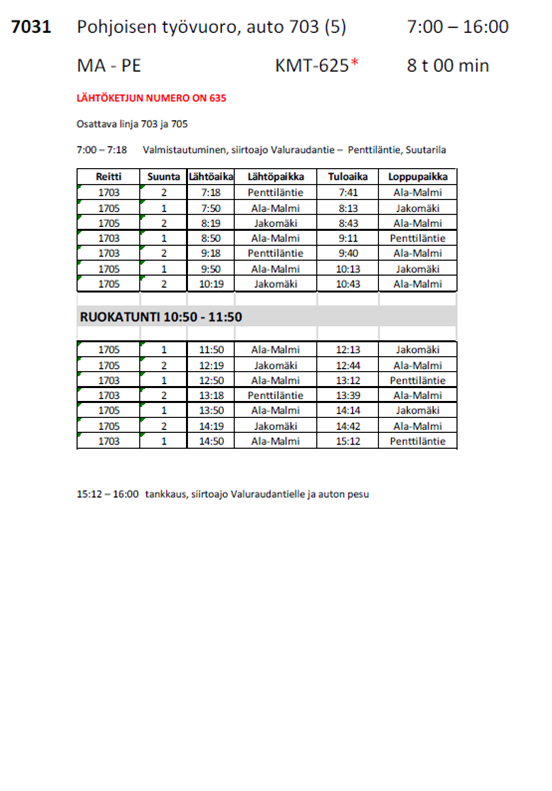 7031 Pohjoisen työvuoro, auto 703 (5) 7:00 – 16:00
MA - PE KMT-625* 8 t 00 min
LÄHTÖKETJUN NUMERO ON 635
Osattava linja 703 ja 705
7:00 – 7:18 Valmistautuminen, siirtoajo Valuraudantie – Penttiläntie, Suutarila
Reitti Suunta Lähtöaika Lähtöpaikka Tuloaika Loppupaikka
1703 2 7:18 Penttiläntie 7:41 Ala-Malmi
1705 1 7:50 Ala-Malmi 8:13 Jakomäki
1705 2 8:19 Jakomäki 8:43 Ala-Malmi
1703 1 8:50 Ala-Malmi 9:11 Penttiläntie
1703 2 9:18 Penttiläntie 9:40 Ala-Malmi
1705 1 9:50 Ala-Malmi 10:13 Jakomäki
1705 2 10:19 Jakomäki 10:43 Ala-Malmi
RUOKATUNTI 10:50 - 11:50
1705 1 11:50 Ala-Malmi 12:13 Jakomäki
1705 2 12:19 Jakomäki 12:44 Ala-Malmi
1703 1 12:50 Ala-Malmi 13:12 Penttiläntie
1703 2 13:18 Penttiläntie 13:39 Ala-Malmi
1705 1 13:50 Ala-Malmi 14:14 Jakomäki
1705 2 14:19 Jakomäki 14:42 Ala-Malmi
1703 1 14:50 Ala-Malmi 15:12 Penttiläntie
15:12 – 16:00 tankkaus, siirtoajo Valuraudantielle ja auton pesu